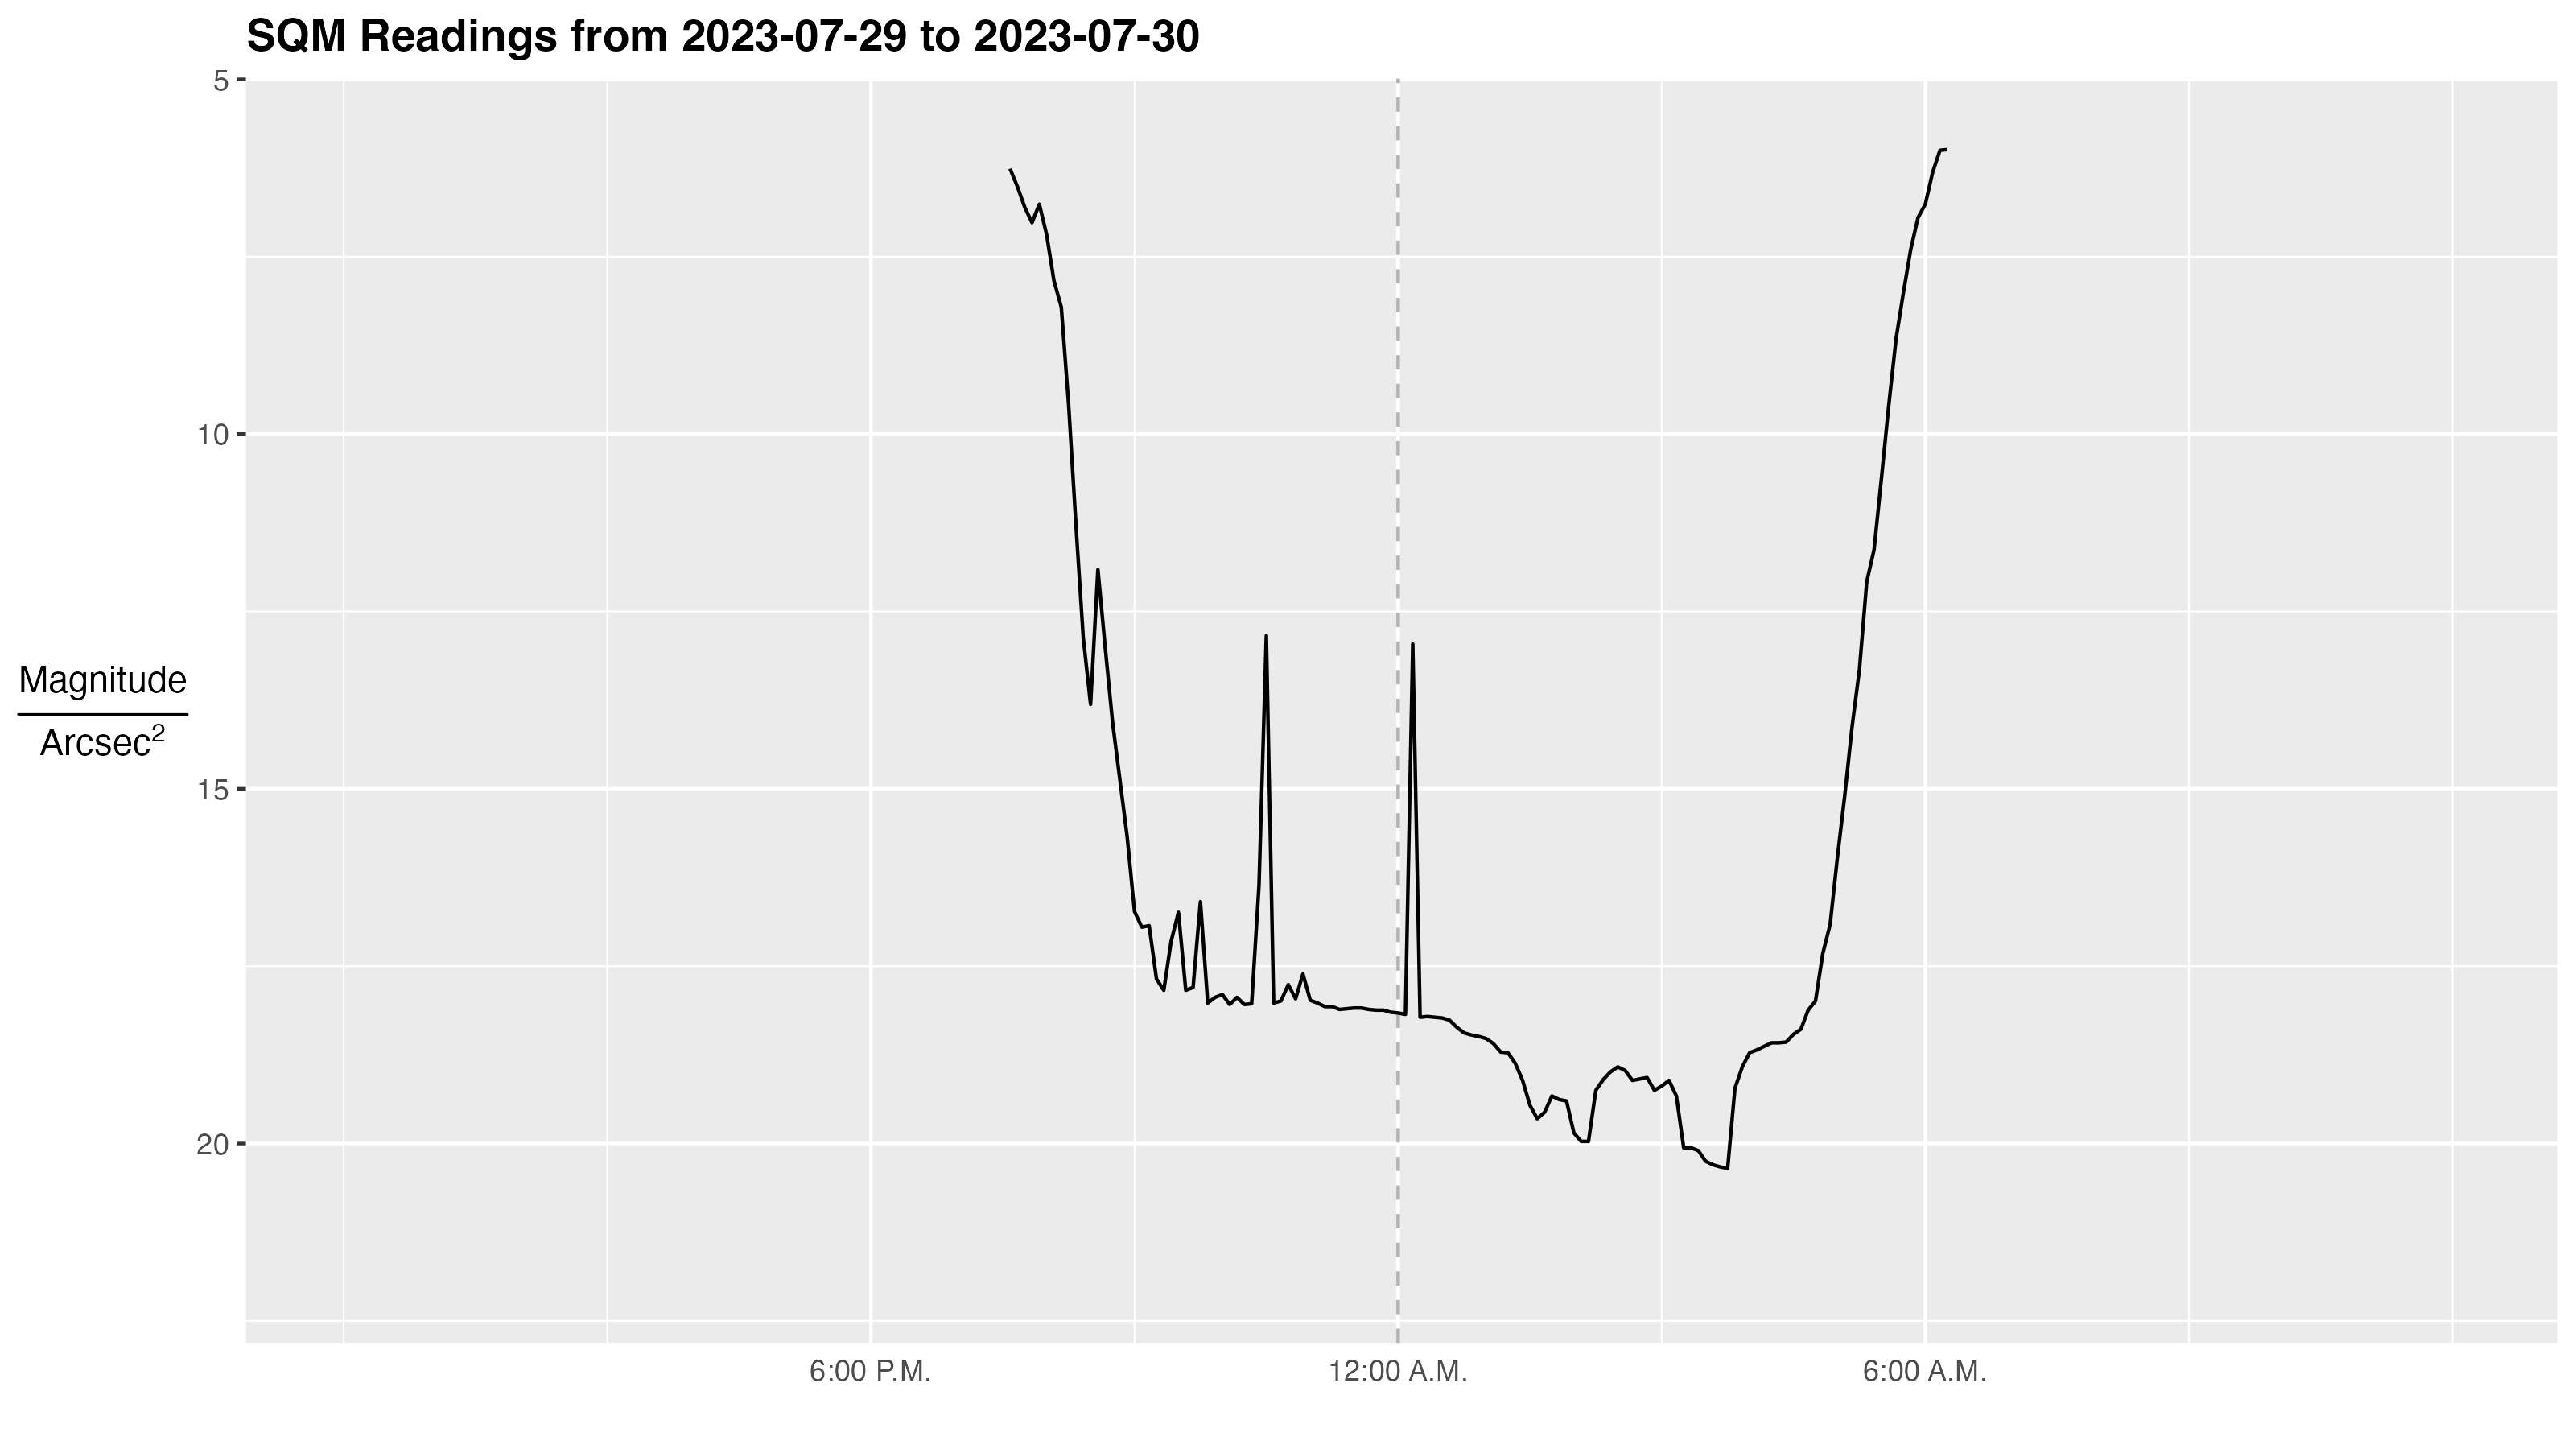 SQM Readings from 2023-07-29 to 2023-07-30
5
10
15
20
Magnitude
Arcsec²
6:00 P.M.
12:00 A.M.
6:00 A.M.